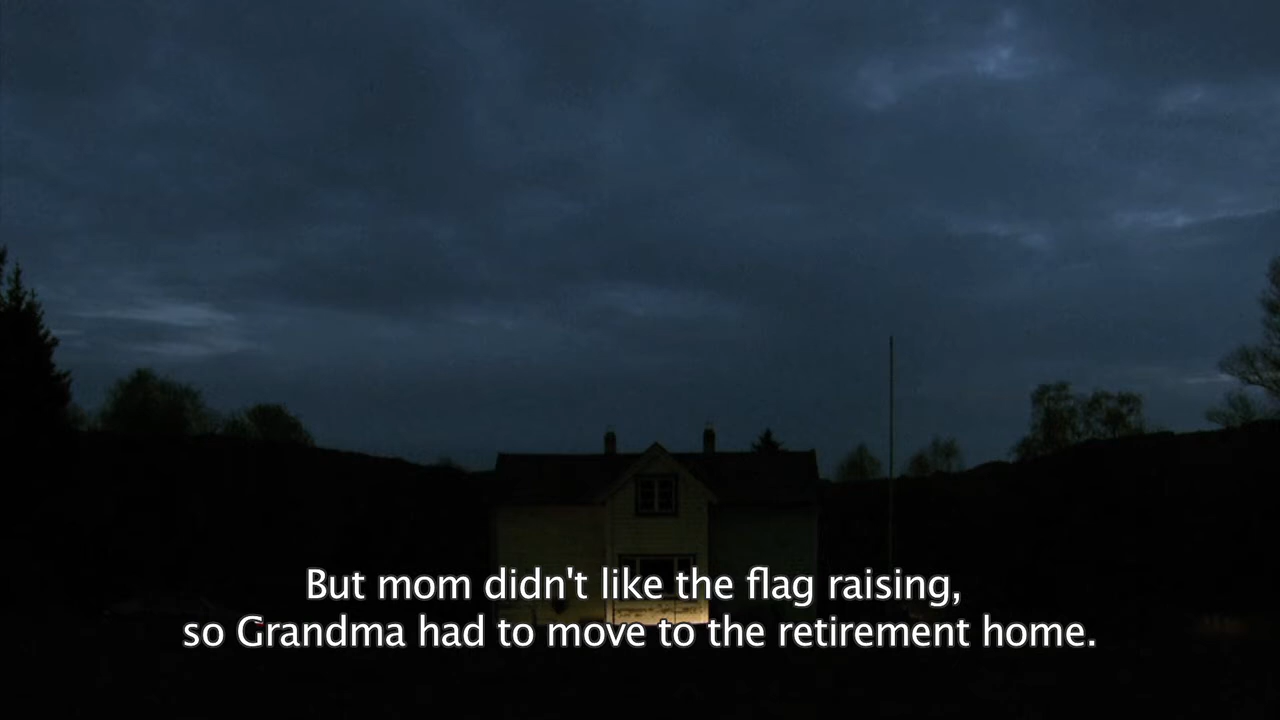 But mom didn't like the flag raising,
so Grandma had to move to the retirement home.